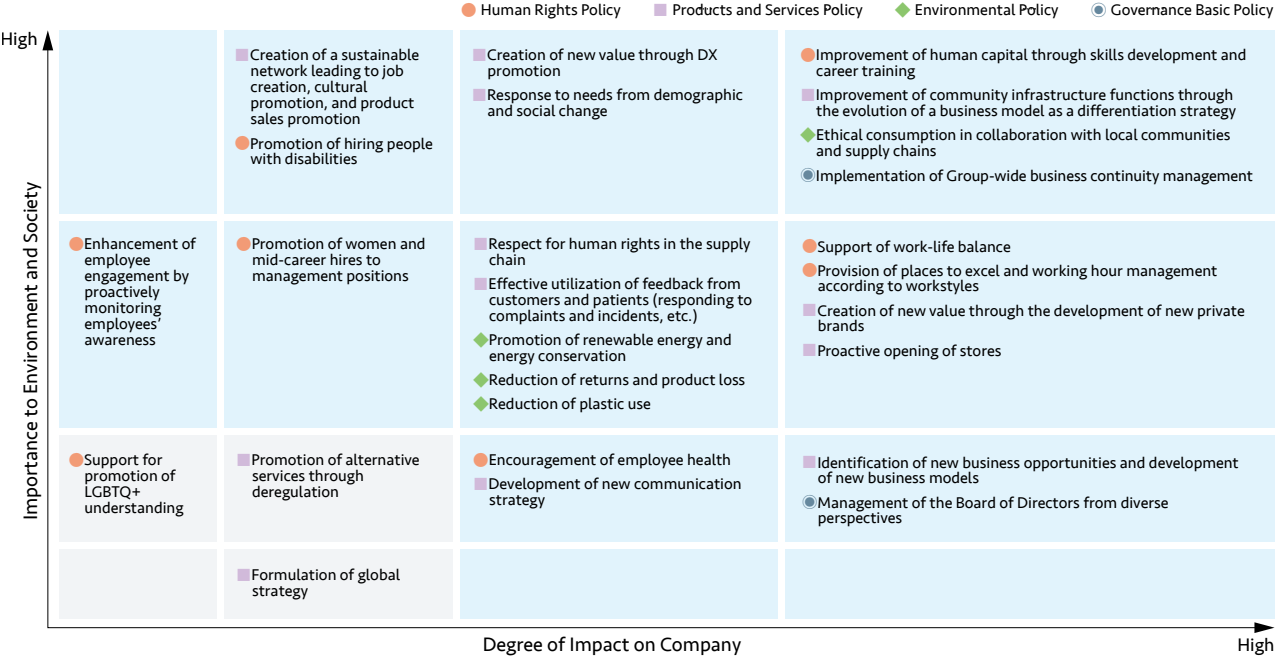 Human Rights Policy
Products and Services Policy
Environmental Policy
Governance Basic Policy
High
Importance to Environment and Society
Creation of a sustainable
network leading to job
creation, cultural
promotion, and product
sales promotion
Promotion of hiring people
with disabilities
Creation of new value through DX
promotion
Response to needs from demographic
and social change
Improvement of human capital through skills development and
career training
Improvement of community infrastructure functions through
the evolution of a business model as a differentiation strategy
Ethical consumption in collaboration with local communities
and supply chains
Implementation of Group-wide business continuity management
Enhancement of
employee
engagement by
proactively
monitoring
employees’
awareness
Promotion of women and
mid-career hires to
management positions
Respect for human rights in the supply
chain
Effective utilization of feedback from
customers and patients (responding to
complaints and incidents, etc.)
Promotion of renewable energy and
energy conservation
Reduction of returns and product loss
Reduction of plastic use
Support of work-life balance
Provision of places to excel and working hour management
according to workstyles
Creation of new value through the development of new private
brands
Proactive opening of stores
Support for
promotion of
LGBTQ+
understanding
Promotion of alternative
services through
deregulation
Encouragement of employee health
Development of new communication
strategy
Identification of new business opportunities and development
of new business models
Management of the Board of Directors from diverse
perspectives
Formulation of global
strategy
Degree of Impact on Company
High